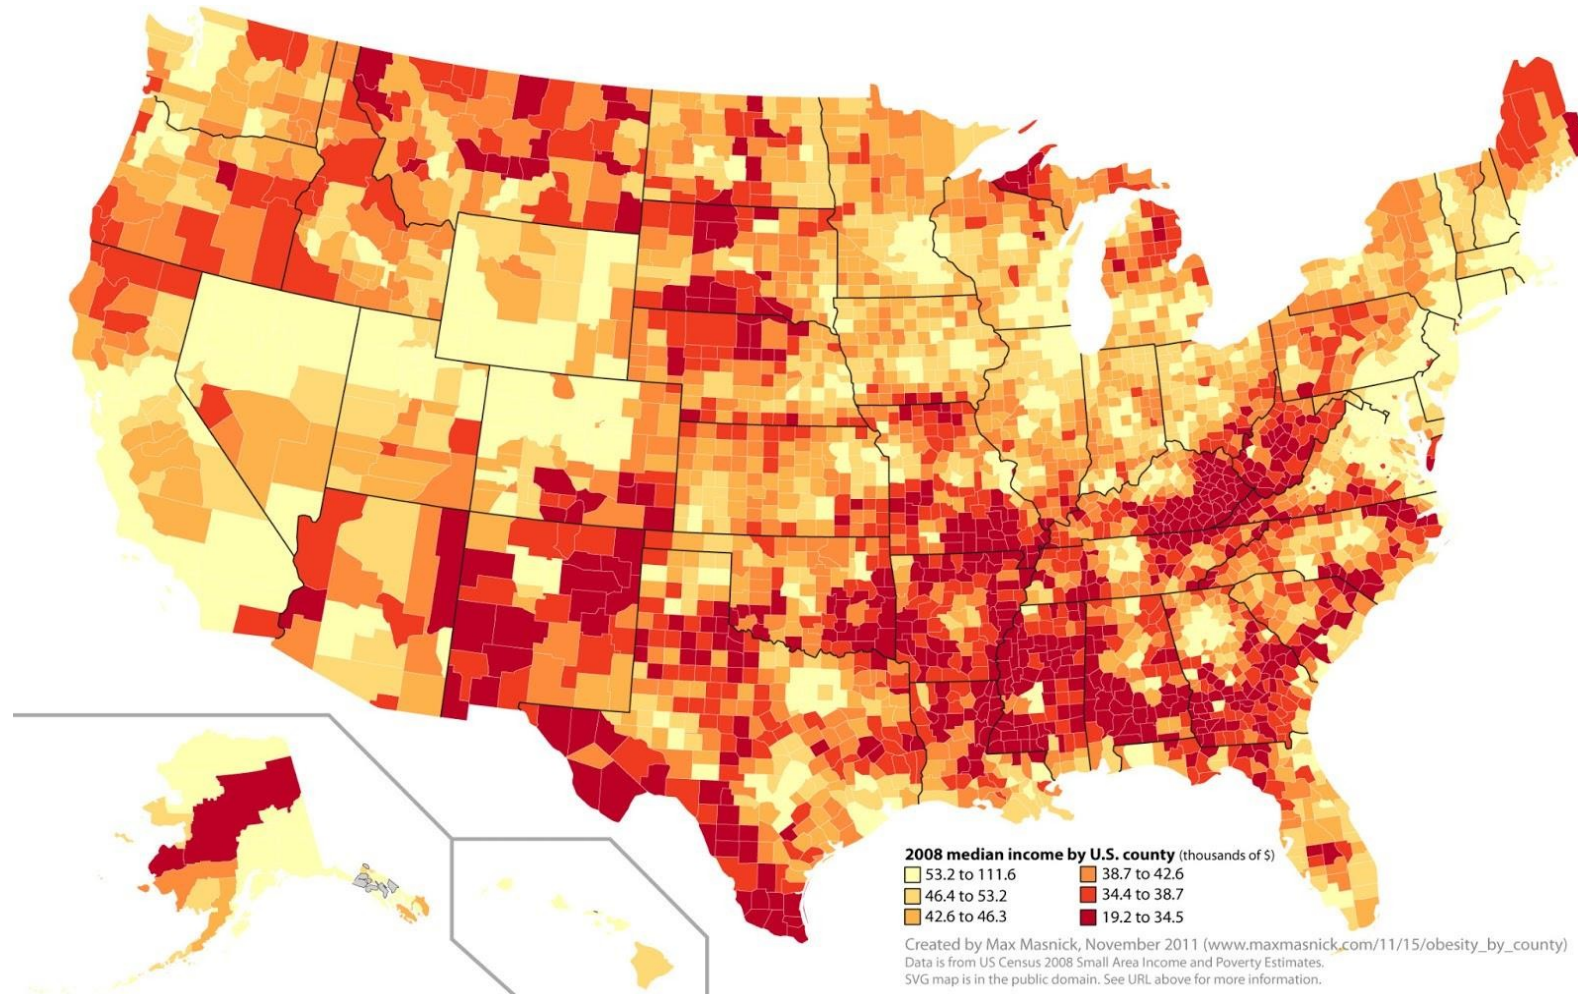 2008 median income by U.S. county (thousands of $)
53.2 to 111.6 38.7 to 42.6
46.4 to 53.2 34.4 to 38.7
42.6 to 46.3 19.2 to 34.5
Created by Max Masnick, November 2011 (www.maxmasnick.com/11/15/obesity_by_county)
Data is from US Census 2008 Small Area Income and Poverty Estimates.
SVG map is in the public domain. See URL above for more information.